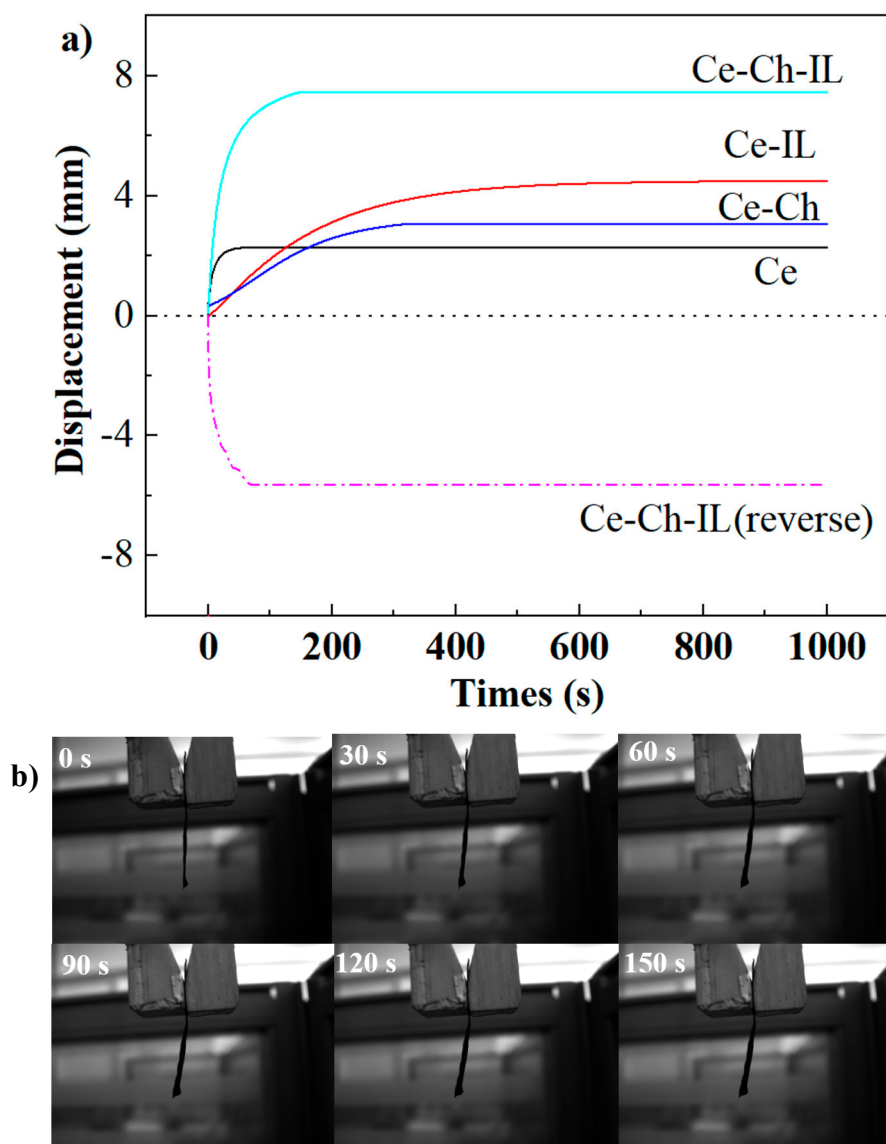 a)
8
4
0
-4
-8
Displacement (mm)
Ce-Ch-IL
Ce-IL
Ce-Ch
Ce
Ce-Ch-IL(reverse)
0 200 400 600 800 1000
Times (s)
b)
0 s 30 s 60 s
90 s 120 s 150 s